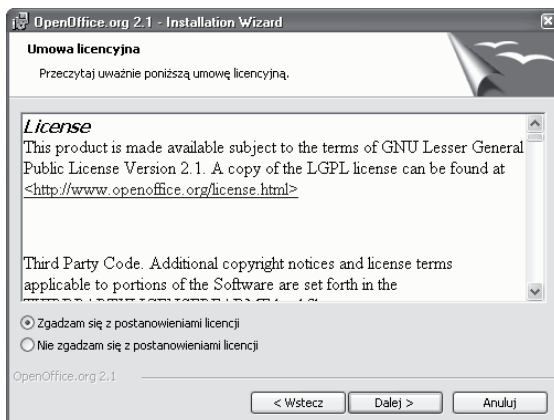 OpenOffice.org 2.1 - Installation Wizard
Umowa licencyjna
Przeczytaj uważnie poniższą umowę licencyjną.
License
This product is made available subject to the terms of GNU Lesser General
Public License Version 2.1. A copy of the LGPL license can be found at
<http://www.openoffice.org/license.html>
Third Party Code. Additional copyright notices and license terms
applicable to portions of the Software are set forth in the
Zgadzam się z postanowieniami licencji
Nie zgadzam się z postanowieniami licencji
OpenOffice.org 2.1
< Wstecz Dalej > Anuluj